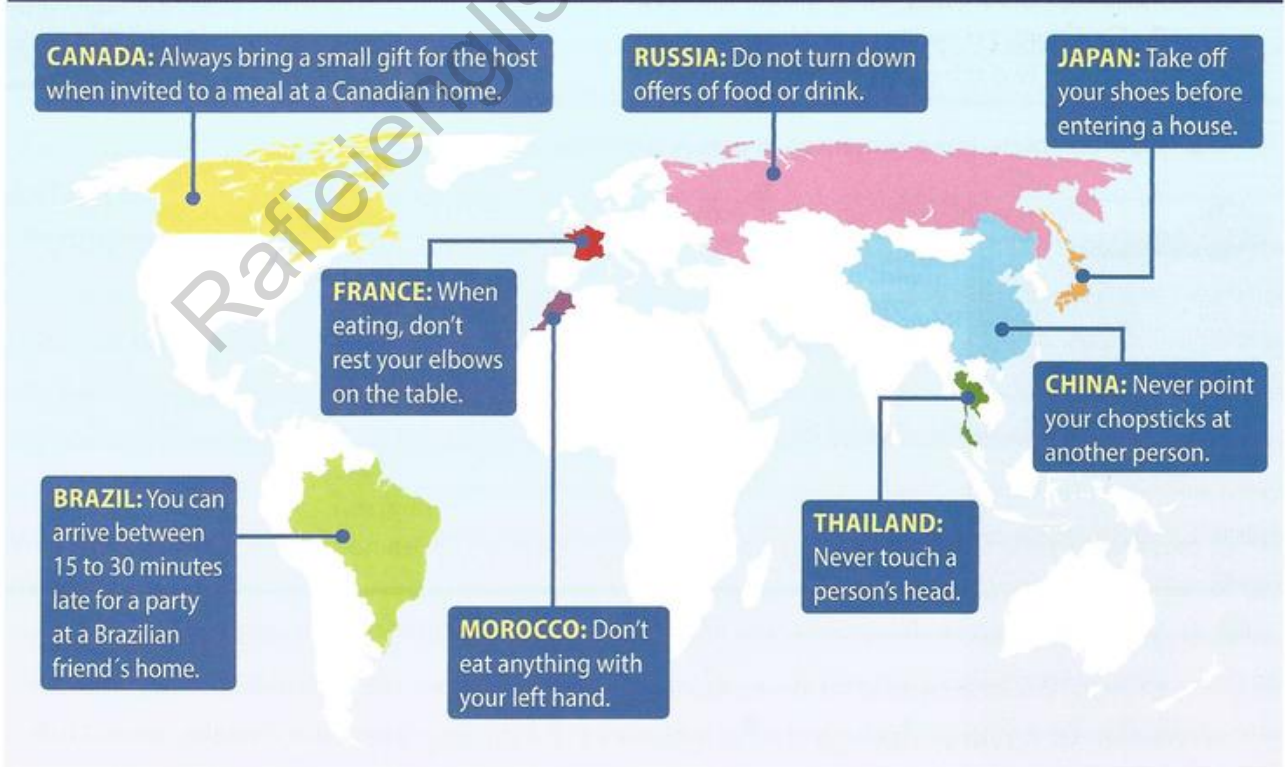 CANADA: Always bring a small gift for the host
when invited to a meal at a Canadian home.
RUSSIA: Do not turn down
offers of food or drink.
JAPAN: Take off
your shoes before
entering a house.
FRANCE: When
eating, don't
rest your elbows
on the table.
CHINA: Never point
your chopsticks at
another person.
BRAZIL: You can
arrive between
15 to 30 minutes
late for a party
at a Brazilian
friend´s home.
THAILAND:
Never touch a
person's head.
MOROCCO: Don't
eat anything with
your left hand.
Rafieienglis